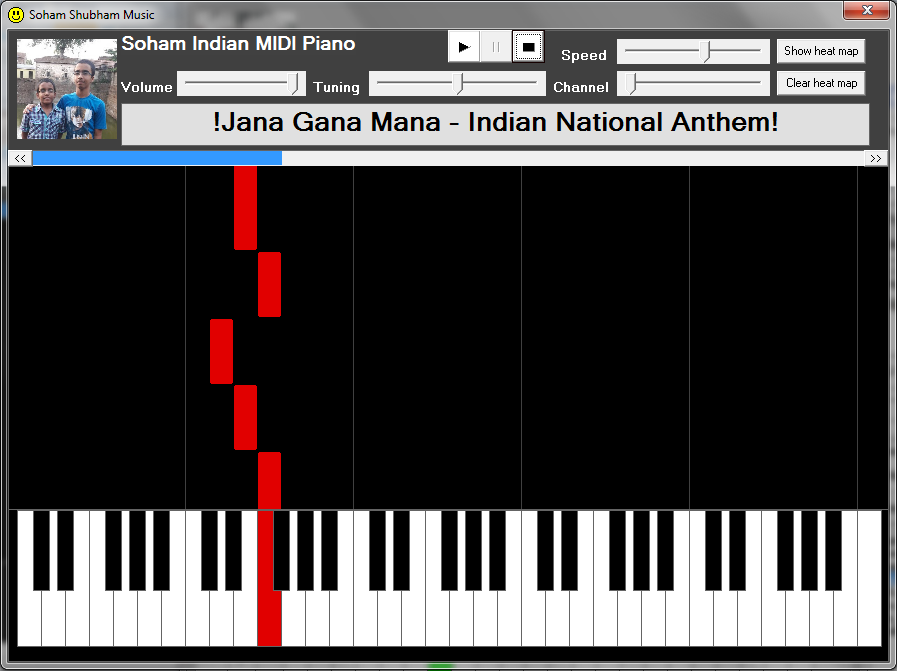 Soham Shubham Music
Soham Indian MIDI Piano
Speed
Show heat map
Volume
Tuning
Channel
Clear heat map
!Jana Gana Mana - Indian National Anthem!
<<
>>